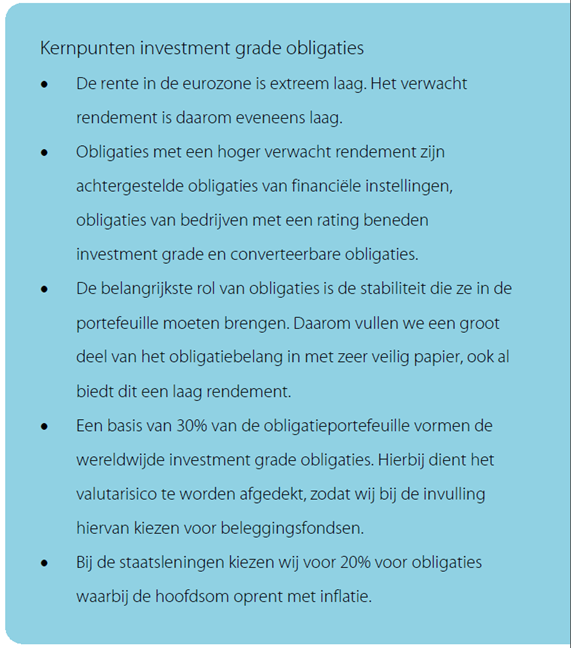 Kernpunten investment grade obligaties
• De rente in de eurozone is extreem laag. Het verwacht
rendement is daarom eveneens laag.
• Obligaties met een hoger verwacht rendement zijn
achtergestelde obligaties van financiële instellingen,
obligaties van bedrijven met een rating beneden
investment grade en converteerbare obligaties.
• De belangrijkste rol van obligaties is de stabiliteit die ze in de
portefeuille moeten brengen. Daarom vullen we een groot
deel van het obligatiebelang in met zeer veilig papier, ook al
biedt dit een laag rendement.
• Een basis van 30% van de obligatieportefeuille vormen de
wereldwijde investment grade obligaties. Hierbij dient het
valutarisico te worden afgedekt, zodat wij bij de invulling
hiervan kiezen voor beleggingsfondsen.
• Bij de staatsleningen kiezen wij voor 20% voor obligaties
waarbij de hoofdsom oprent met inflatie.